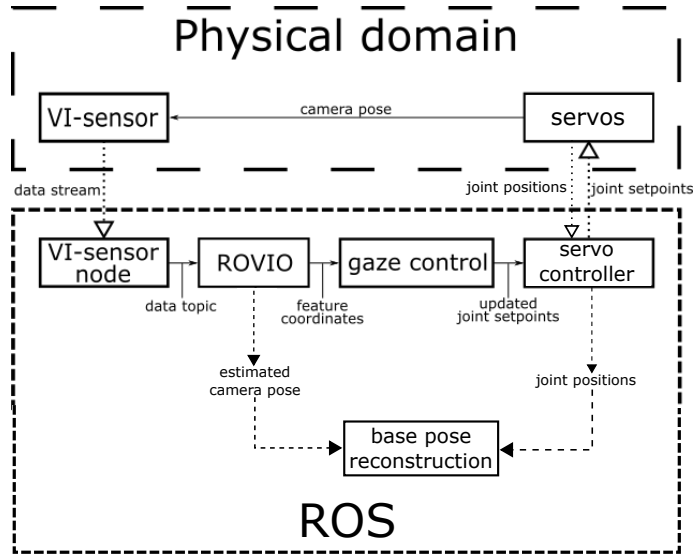 Physical domain
VI-sensor
camera pose
servos
data stream
joint positions
joint setpoints
VI-sensor
node
ROVIO
gaze control
servo
controller
data topic
feature
coordinates
updated
joint setpoints
estimated
camera pose
joint positions
base pose
reconstruction
ROS